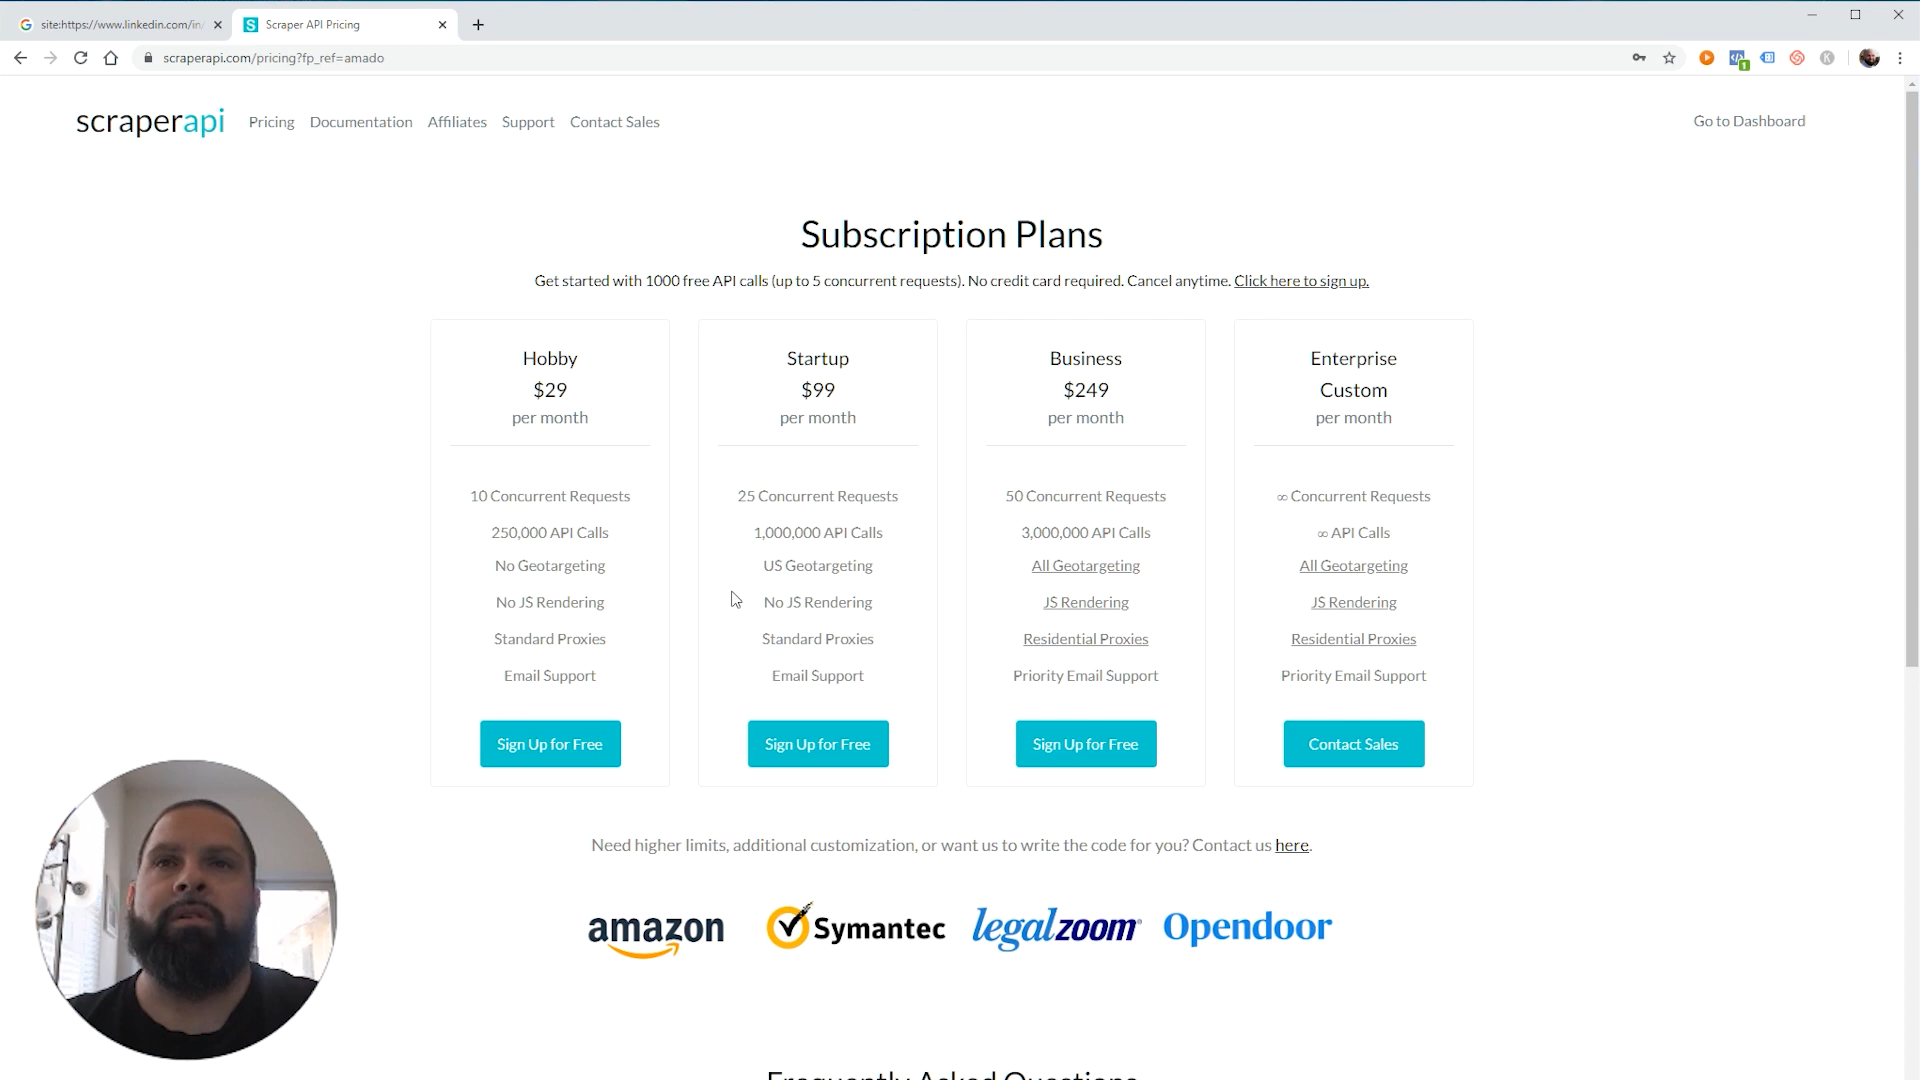 site:https://www.linkedin.com/in/
Scraper API Pricing
scraperapi.com/pricing?fp_ref=amado
scraperapi
Pricing
Documentation
Affiliates
Support
Contact Sales
Go to Dashboard
Subscription Plans
Get started with 1000 free API calls (up to 5 concurrent requests). No credit card required. Cancel anytime. Click here to sign up.
Hobby
$29
per month
10 Concurrent Requests
250,000 API Calls
No Geotargeting
No JS Rendering
Standard Proxies
Email Support
Sign Up for Free
Startup
$99
per month
25 Concurrent Requests
1,000,000 API Calls
US Geotargeting
No JS Rendering
Standard Proxies
Email Support
Sign Up for Free
Business
$249
per month
50 Concurrent Requests
3,000,000 API Calls
All Geotargeting
JS Rendering
Residential Proxies
Priority Email Support
Sign Up for Free
Enterprise
Custom
per month
∞ Concurrent Requests
∞ API Calls
All Geotargeting
JS Rendering
Residential Proxies
Priority Email Support
Contact Sales
Need higher limits, additional customization, or want us to write the code for you? Contact us here.
amazon
Symantec
legalzoom
Opendoor
Frequently Asked Questions